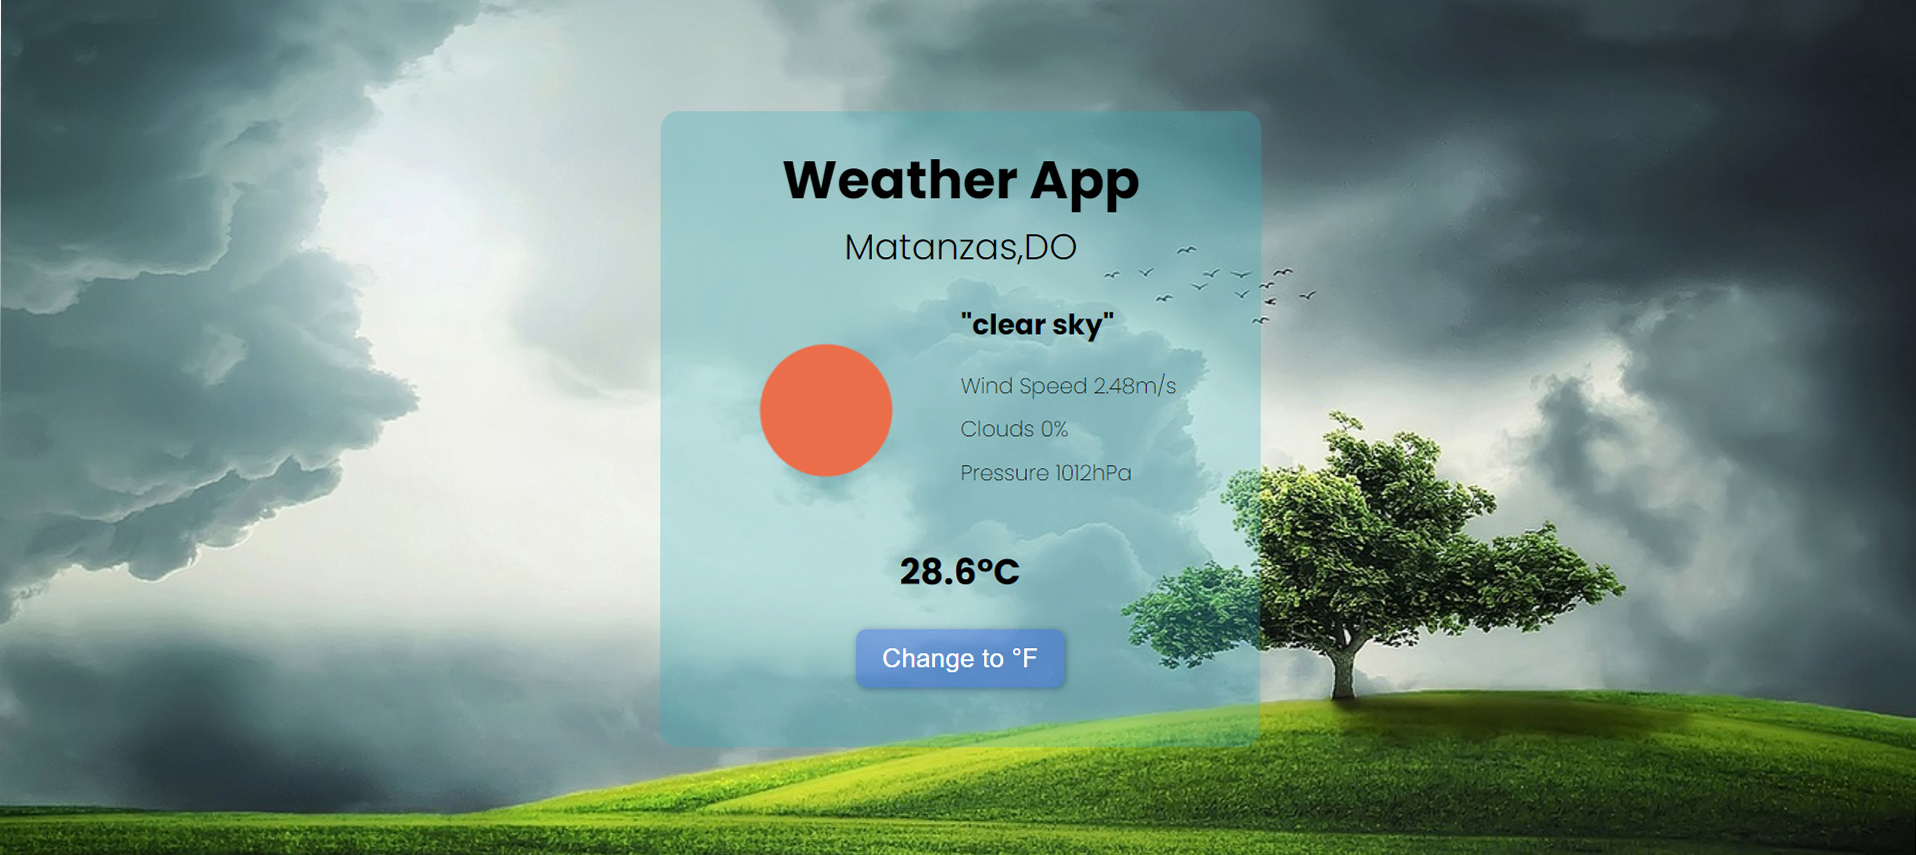 Weather App
Matanzas,DO
"clear sky"
Wind Speed 2.48m/s
Clouds 0%
Pressure 1012hPa
28.6°C
Change to °F